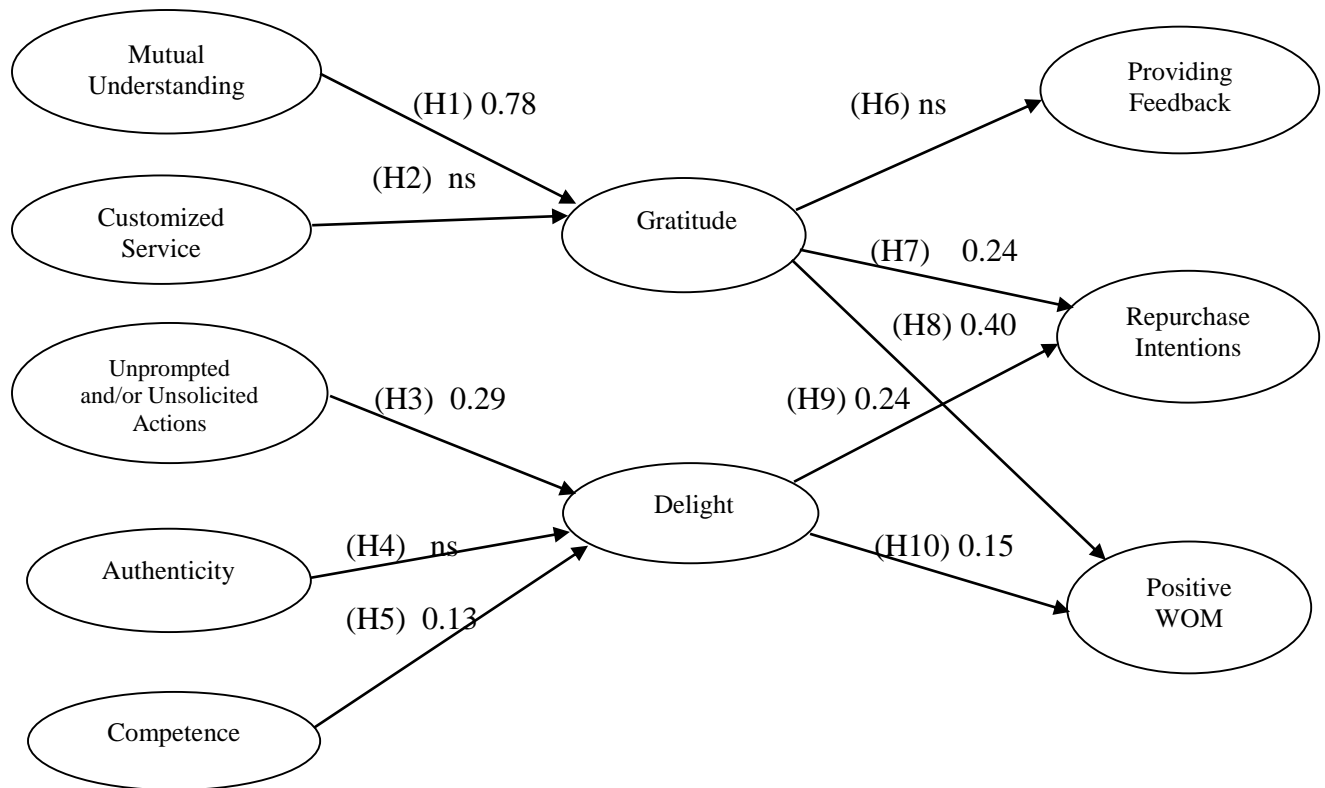 Mutual
Understanding
Providing
Feedback
(H1) 0.78
(H6) ns
(H2) ns
Customized
Service
Gratitude
(H7) 0.24
Repurchase
Intentions
(H8) 0.40
Unprompted
and/or Unsolicited
Actions
(H3) 0.29
(H9) 0.24
Delight
(H4) ns
(H10) 0.15
Authenticity
Positive
WOM
(H5) 0.13
Competence